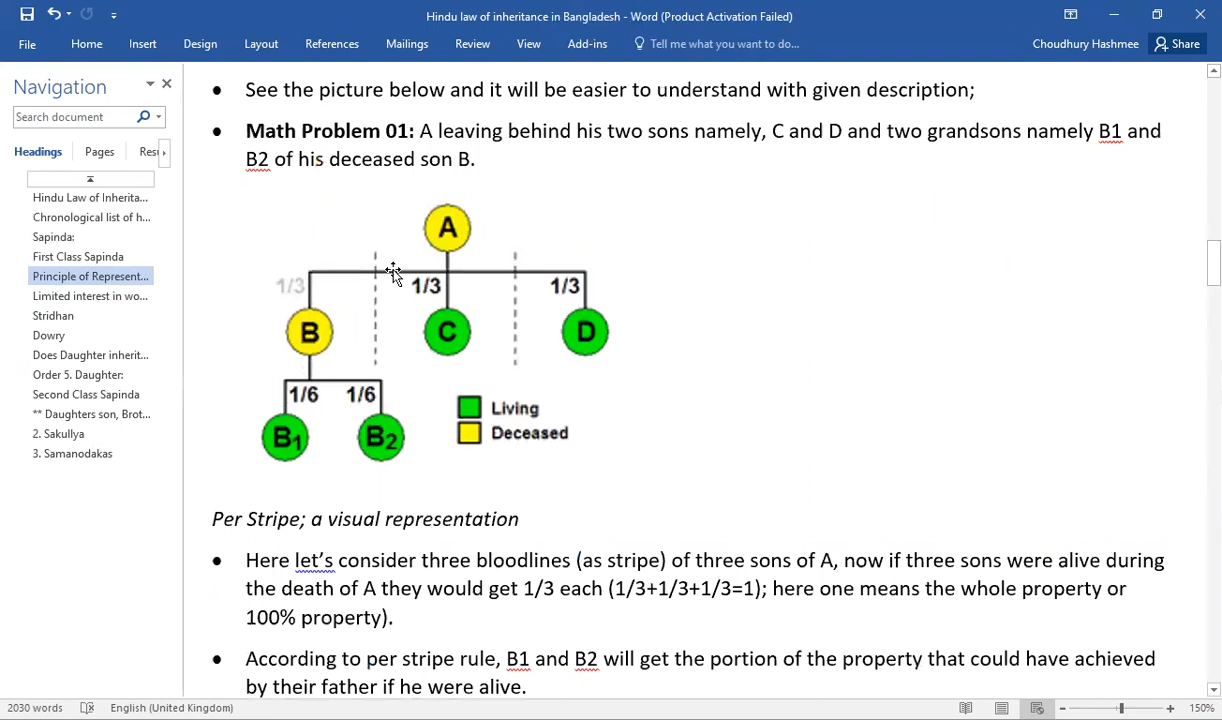 Hindu law of inheritance in Bangladesh - Word (Product Activation Failed)
File Home Insert Design Layout References Mailings Review View Add-ins Tell me what you want to do... Choudhury Hashmee Share
Navigation
Search document
Headings Pages Resu
Hindu Law of Inherita...
Chronological list of h...
Sapinda:
First Class Sapinda
Principle of Represent...
Limited interest in wo...
Stridhan
Dowry
Does Daughter inherit...
Order 5. Daughter:
Second Class Sapinda
** Daughters son, Brot...
2. Sakullya
3. Samanodakas
• See the picture below and it will be easier to understand with given description;
• Math Problem 01: A leaving behind his two sons namely, C and D and two grandsons namely B1 and
B2 of his deceased son B.
A
1/3 1/3 1/3
B C D
1/6 1/6
B1 B2
Living
Deceased
Per Stripe; a visual representation
• Here let's consider three bloodlines (as stripe) of three sons of A, now if three sons were alive during
the death of A they would get 1/3 each (1/3+1/3+1/3=1); here one means the whole property or
100% property).
• According to per stripe rule, B1 and B2 will get the portion of the property that could have achieved
by their father if he were alive.
2030 words English (United Kingdom) 150%